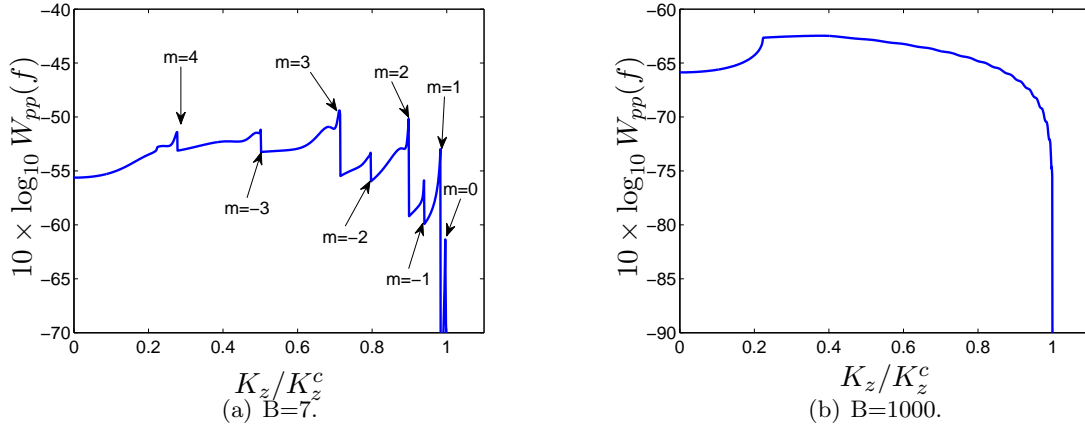 −40
−45
−50
−55
−60
−65
−70
10 × log10 Wpp(f)
m=4
m=3
m=2
m=1
m=0
m=−3
m=−2
m=−1
0 0.2 0.4 0.6 0.8 1
Kz/Kz^c
(a) B=7.
−60
−65
−70
−75
−80
−85
−90
10 × log10 Wpp(f)
0 0.2 0.4 0.6 0.8 1
Kz/Kz^c
(b) B=1000.